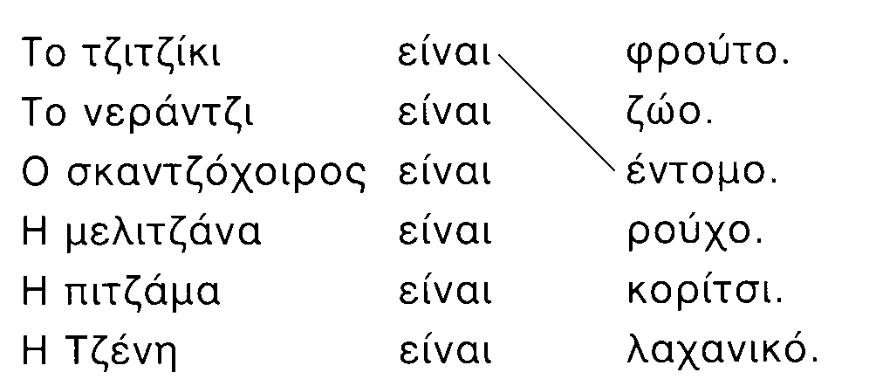 Το τζιτζίκι είναι φρούτο.
Το νεράντζι είναι ζώο.
Ο σκαντζόχοιρος είναι έντομο.
Η μελιτζάνα είναι ρούχο.
Η πιτζάμα είναι κορίτσι.
Η Τζένη είναι λαχανικό.